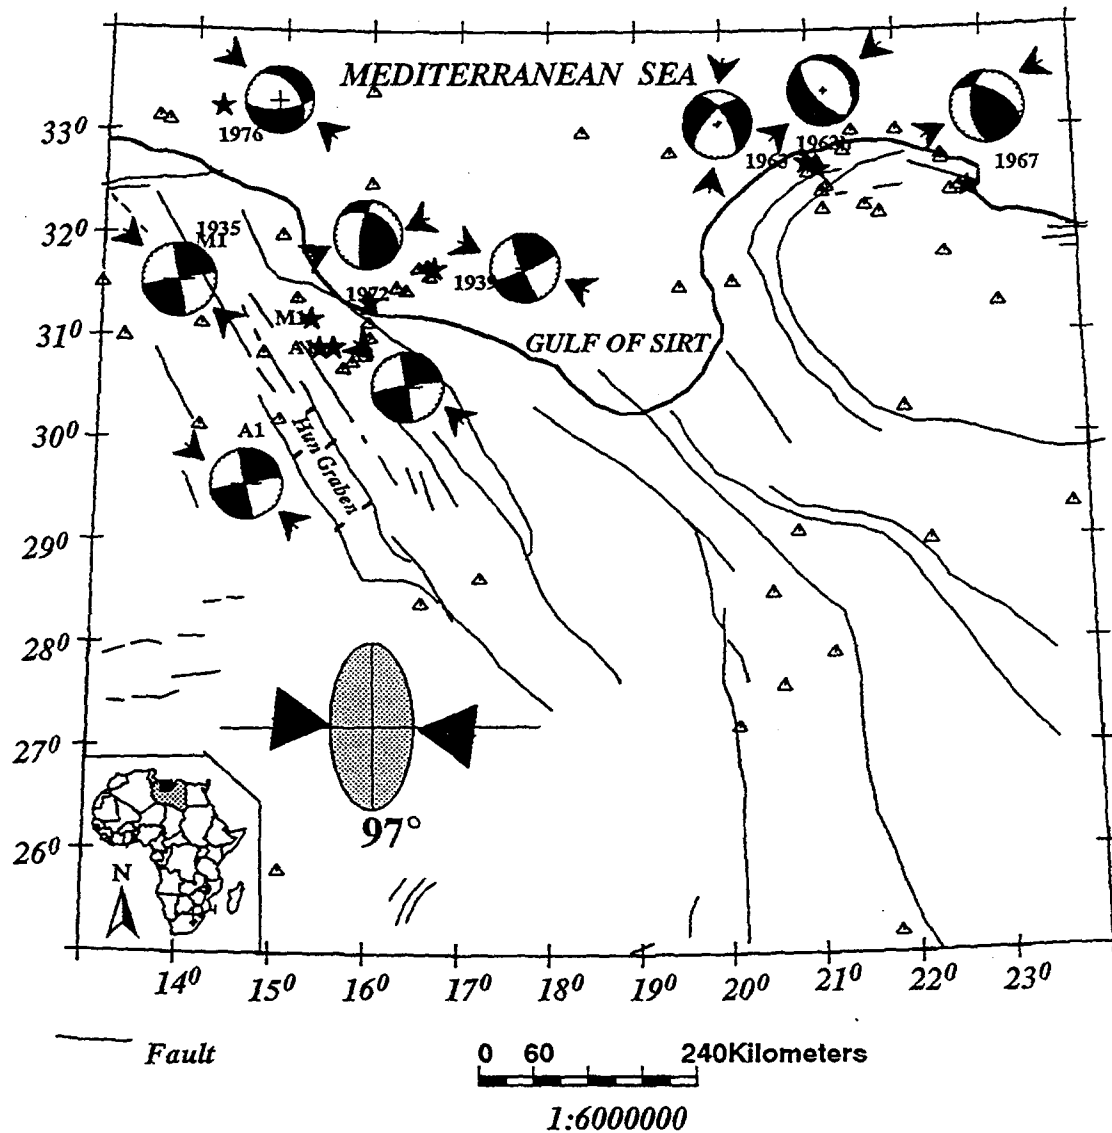 MEDITERRANEAN SEA
1976
33⁰
1963
1963b
1967
32⁰
1935
M1
1939
1972
M1
31⁰
GULF OF SIRT
30⁰
A1
Hun Graben
29⁰
28⁰
27⁰
97°
26⁰
N
14⁰ 15⁰ 16⁰ 17⁰ 18⁰ 19⁰ 20⁰ 21⁰ 22⁰ 23⁰
Fault
0 60 240Kilometers
1:6000000